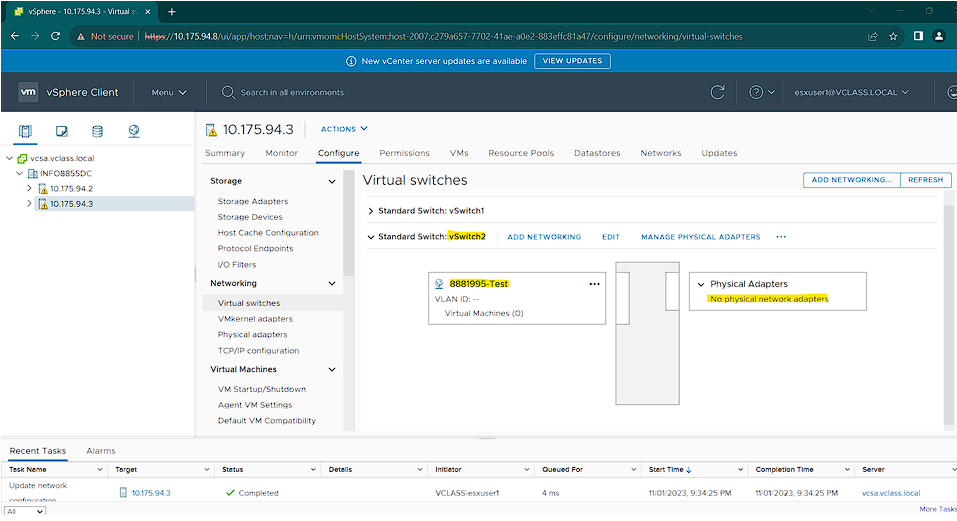 vSphere - 10.175.94.3 - Virtual sw
Not secure https://10.175.94.8/ui/app/host;nav=h/urn:vmomi:HostSystem:host-2007:c279a657-7702-41ae-a0e2-883effc81a47/configure/networking/virtual-switches
New vCenter server updates are available VIEW UPDATES
vm vSphere Client Menu Search in all environments esxuser1@VCLASS.LOCAL
10.175.94.3 ACTIONS
Summary Monitor Configure Permissions VMs Resource Pools Datastores Networks Updates
vcsa.vclass.local
INFO8855DC
10.175.94.2
10.175.94.3
Storage
Storage Adapters
Storage Devices
Host Cache Configuration
Protocol Endpoints
I/O Filters
Networking
Virtual switches
VMkernel adapters
Physical adapters
TCP/IP configuration
Virtual Machines
VM Startup/Shutdown
Agent VM Settings
Default VM Compatibility
Virtual switches
ADD NETWORKING... REFRESH
Standard Switch: vSwitch1
Standard Switch: vSwitch2 ADD NETWORKING EDIT MANAGE PHYSICAL ADAPTERS ...
8881995-Test ...
VLAN ID: --
Virtual Machines (0)
Physical Adapters
No physical network adapters
Recent Tasks Alarms
Task Name Target Status Details Initiator Queued For Start Time Completion Time Server
Update network
configuration
10.175.94.3 Completed VCLASS\esxuser1 4 ms 11/01/2023, 9:34:25 PM 11/01/2023, 9:34:25 PM vcsa.vclass.local
All More Tasks